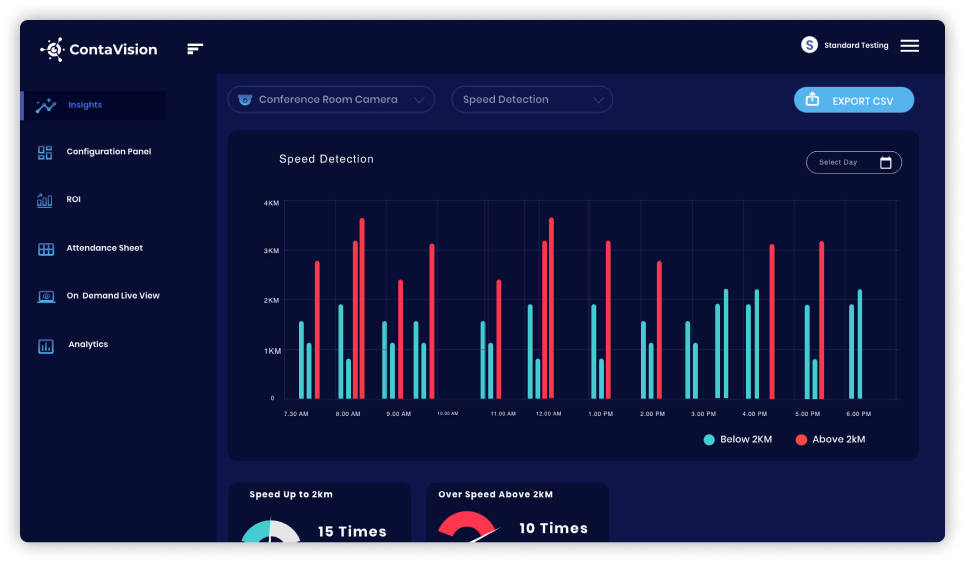 ContaVision
S Standard Testing
Insights
Configuration Panel
ROI
Attendance Sheet
On Demand Live View
Analytics
Conference Room Camera
Speed Detection
EXPORT CSV
Speed Detection
Select Day
4KM
3KM
2KM
1KM
0
7.30 AM 8.00 AM 9.00 AM 10.00 AM 11.00 AM 12.00 AM 1.00 PM 2.00 PM 3.00 PM 4.00 PM 5.00 PM 6.00 PM
Below 2KM Above 2kM
Speed Up to 2km
15 Times
Over Speed Above 2kM
10 Times